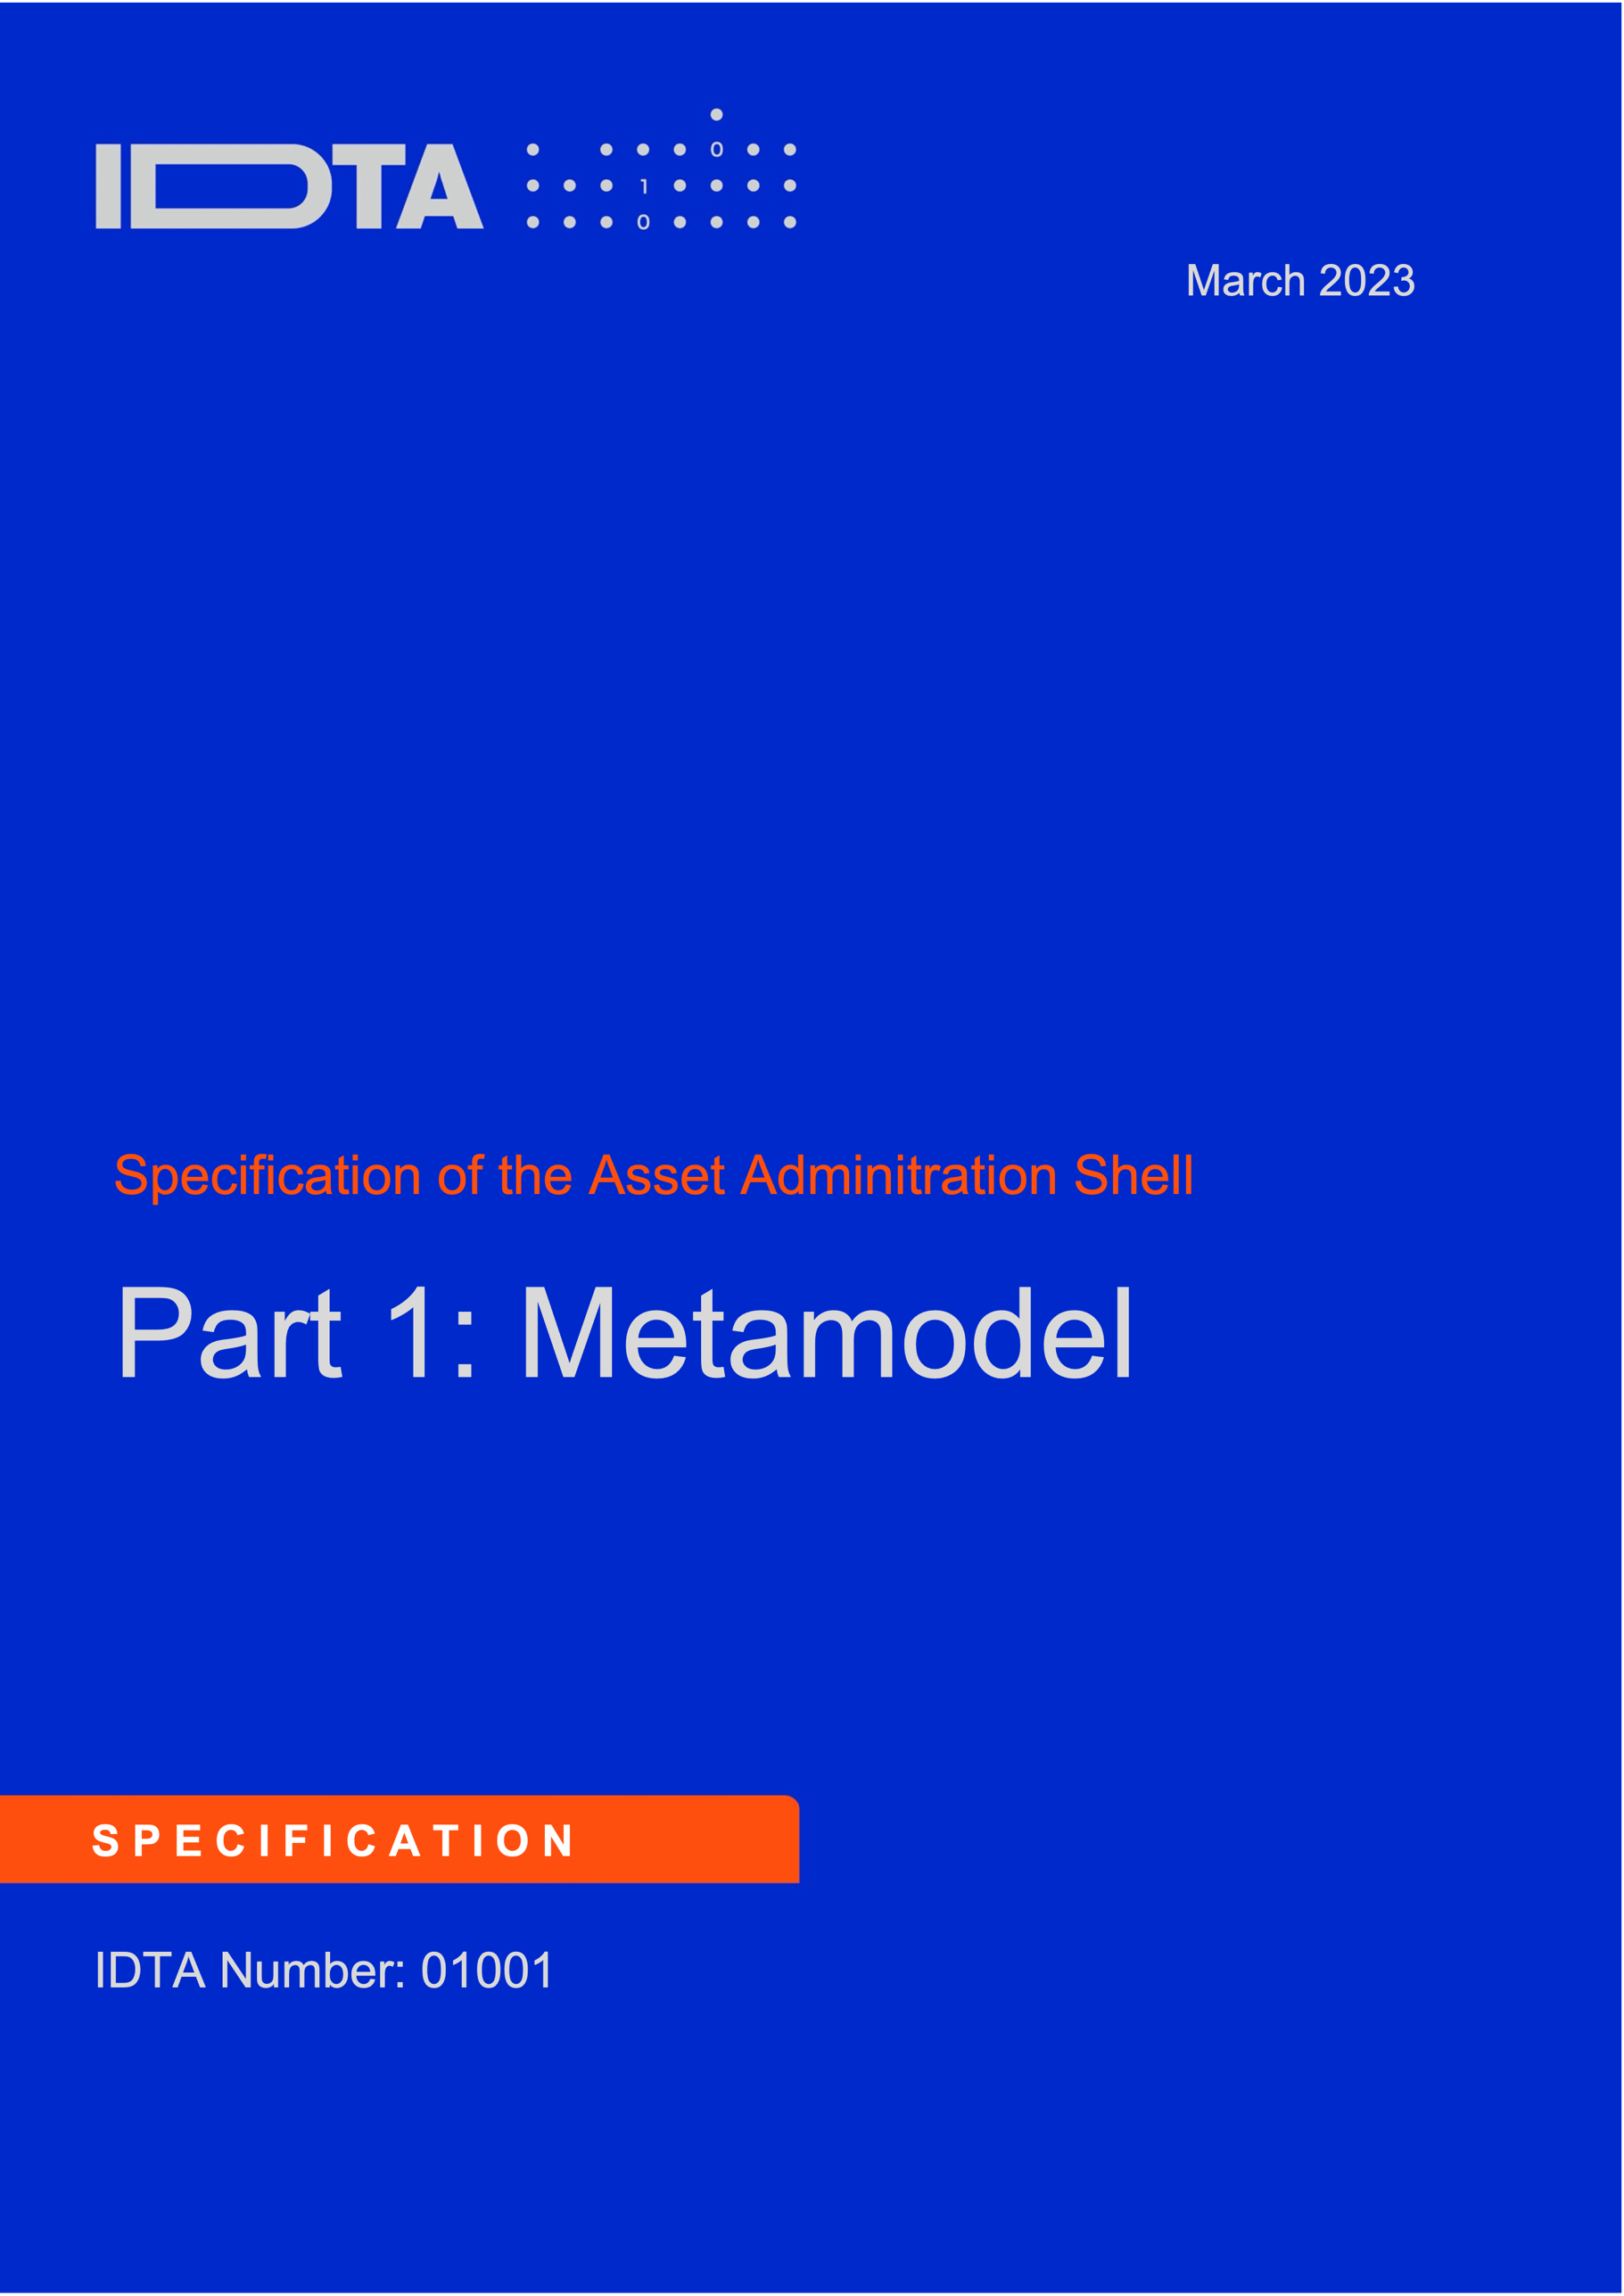 IDTA
0
1
0
March 2023
Specification of the Asset Adminitration Shell
Part 1: Metamodel
SPECIFICATION
IDTA Number: 01001